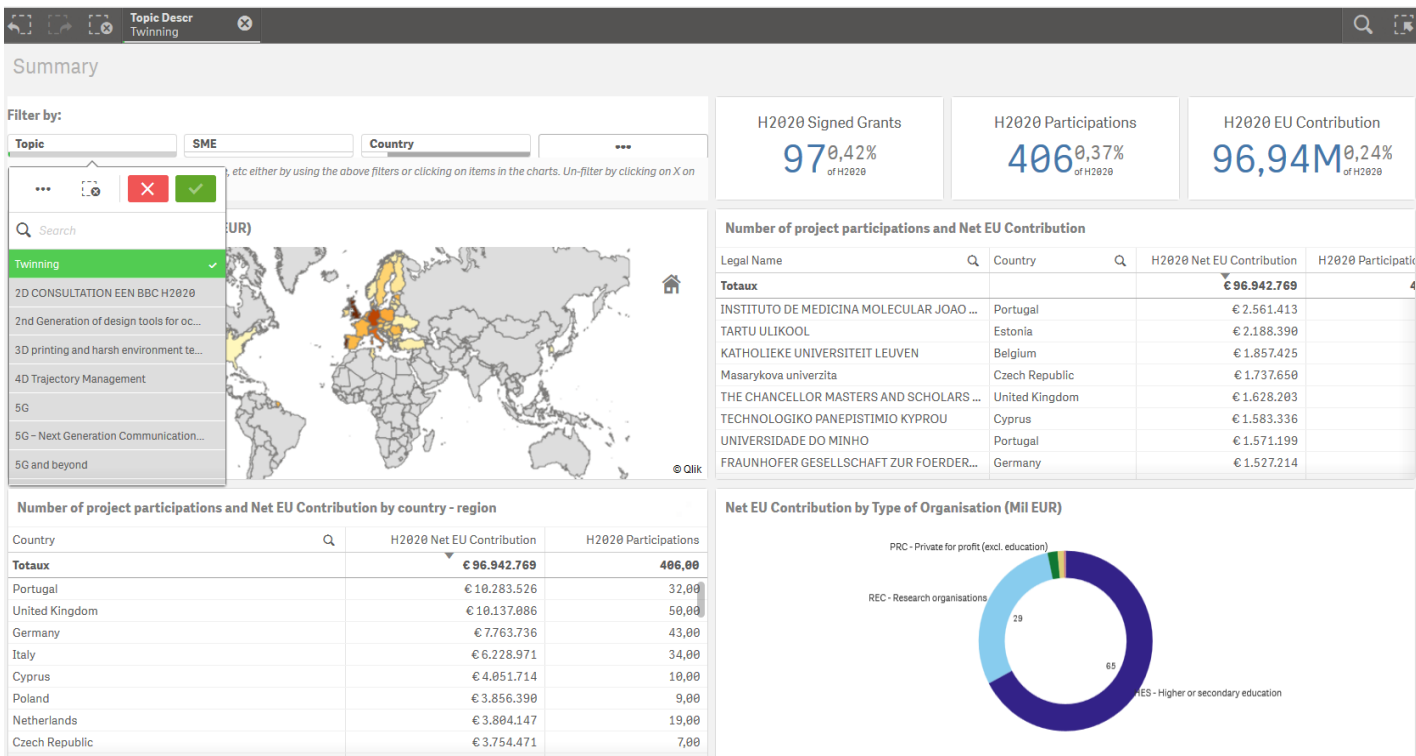 Topic Descr
Twinning
Summary
Filter by:
Topic
SME
Country
, etc either by using the above filters or clicking on items in the charts. Un-filter by clicking on X on
Search
Twinning
2D CONSULTATION EEN BBC H2020
2nd Generation of design tools for oc...
3D printing and harsh environment te...
4D Trajectory Management
5G
5G – Next Generation Communication...
5G and beyond
H2020 Signed Grants
97 0,42%
of H2020
H2020 Participations
406 0,37%
of H2020
H2020 EU Contribution
96,94M 0,24%
of H2020
EUR)
© Qlik
Number of project participations and Net EU Contribution
Legal Name Country H2020 Net EU Contribution H2020 Participatio
Totaux € 96.942.769 4
INSTITUTO DE MEDICINA MOLECULAR JOAO ... Portugal € 2.561.413
TARTU ULIKOOL Estonia € 2.188.390
KATHOLIEKE UNIVERSITEIT LEUVEN Belgium € 1.857.425
Masarykova univerzita Czech Republic € 1.737.650
THE CHANCELLOR MASTERS AND SCHOLARS ... United Kingdom € 1.628.203
TECHNOLOGIKO PANEPISTIMIO KYPROU Cyprus € 1.583.336
UNIVERSIDADE DO MINHO Portugal € 1.571.199
FRAUNHOFER GESELLSCHAFT ZUR FOERDER... Germany € 1.527.214
Number of project participations and Net EU Contribution by country - region
Country H2020 Net EU Contribution H2020 Participations
Totaux € 96.942.769 406,00
Portugal € 10.283.526 32,00
United Kingdom € 10.137.086 50,00
Germany € 7.763.736 43,00
Italy € 6.228.971 34,00
Cyprus € 4.051.714 10,00
Poland € 3.856.390 9,00
Netherlands € 3.804.147 19,00
Czech Republic € 3.754.471 7,00
Net EU Contribution by Type of Organisation (Mil EUR)
PRC - Private for profit (excl. education)
REC - Research organisations
29
65
HES - Higher or secondary education